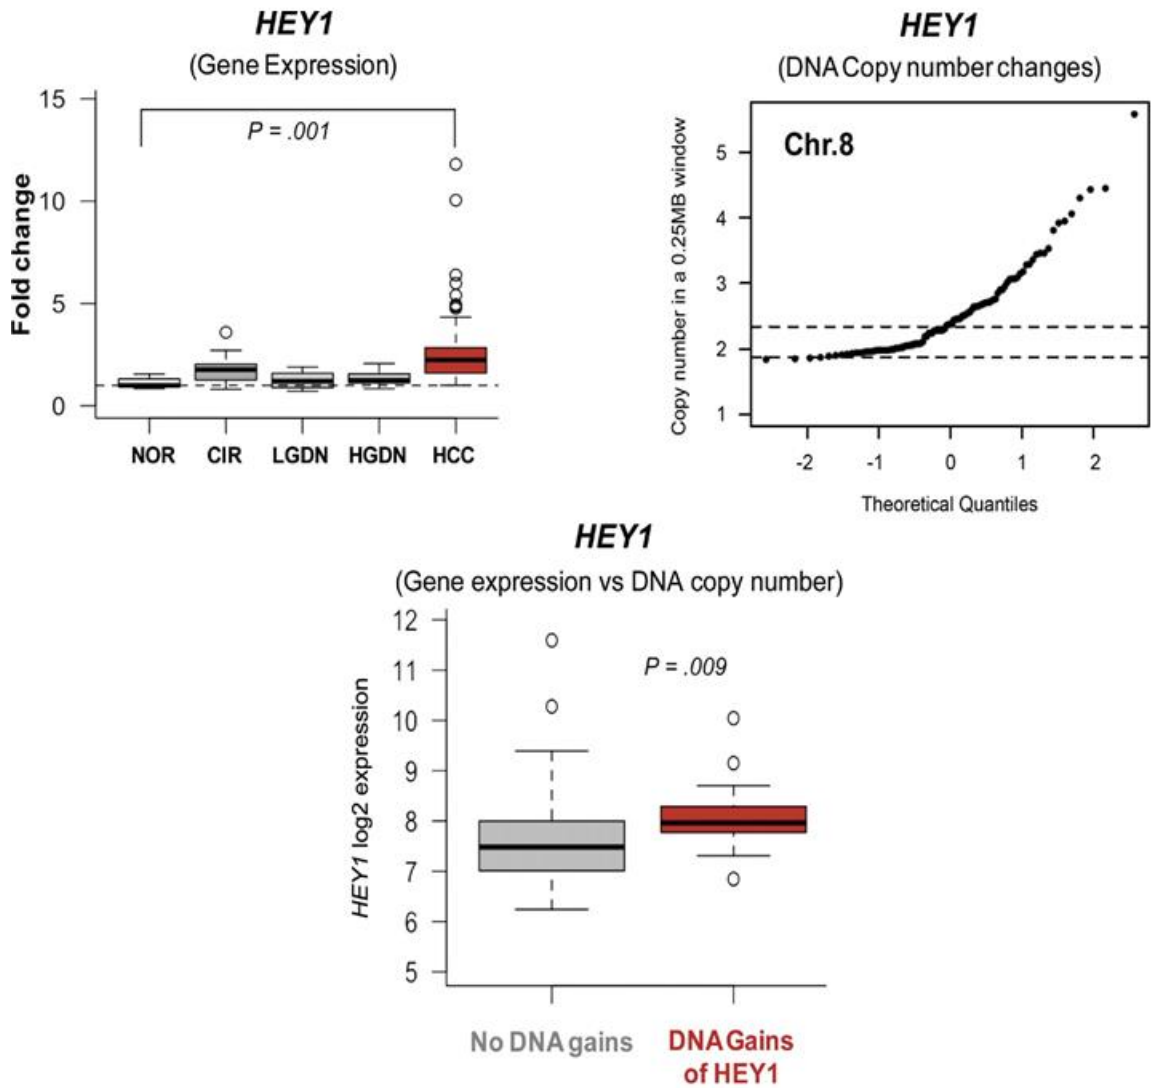 HEY1
(Gene Expression)
15
10
5
0
Fold change
P = .001
NOR CIR LGDN HGDN HCC
HEY1
(DNA Copy number changes)
Copy number in a 0.25MB window
5
4
3
2
1
Chr.8
-2 -1 0 1 2
Theoretical Quantiles
HEY1
(Gene expression vs DNA copy number)
12
11
10
9
8
7
6
5
HEY1 log2 expression
P = .009
No DNA gains
DNA Gains
of HEY1